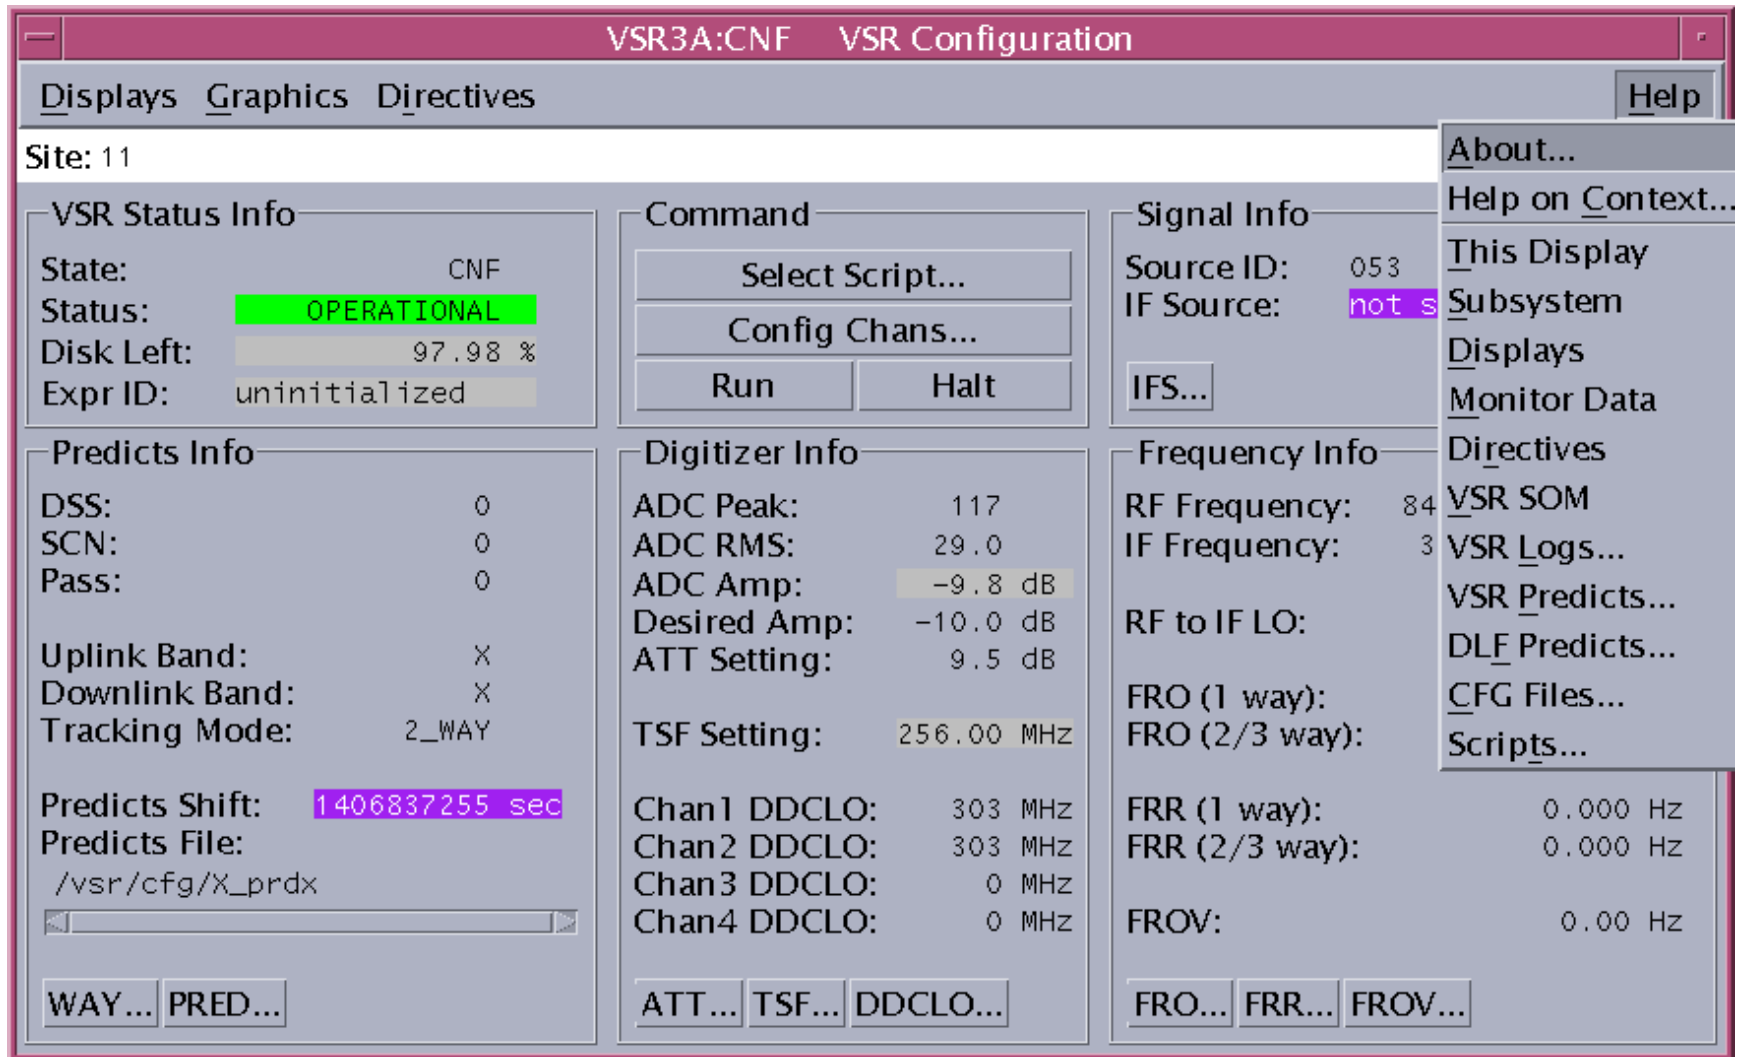 VSR3A:CNF VSR Configuration
Displays Graphics Directives Help
Site: 11
About...
Help on Context...
This Display
Subsystem
Displays
Monitor Data
Directives
VSR SOM
VSR Logs...
VSR Predicts...
DLF Predicts...
CFG Files...
Scripts...
VSR Status Info
State: CNF
Status: OPERATIONAL
Disk Left: 97.98 %
Expr ID: uninitialized
Command
Select Script...
Config Chans...
Run Halt
Signal Info
Source ID: 053
IF Source: not
IFS...
Predicts Info
DSS: 0
SCN: 0
Pass: 0
Uplink Band: X
Downlink Band: X
Tracking Mode: 2_WAY
Predicts Shift: 1406837255 sec
Predicts File:
/vsr/cfg/X_prdx
WAY... PRED...
Digitizer Info
ADC Peak: 117
ADC RMS: 29.0
ADC Amp: -9.8 dB
Desired Amp: -10.0 dB
ATT Setting: 9.5 dB
TSF Setting: 256.00 MHz
Chan1 DDCLO: 303 MHz
Chan2 DDCLO: 303 MHz
Chan3 DDCLO: 0 MHz
Chan4 DDCLO: 0 MHz
ATT... TSF... DDCLO...
Frequency Info
RF Frequency: 84
IF Frequency: 3
RF to IF LO:
FRO (1 way):
FRO (2/3 way):
FRR (1 way): 0.000 Hz
FRR (2/3 way): 0.000 Hz
FROV: 0.00 Hz
FRO... FRR... FROV...